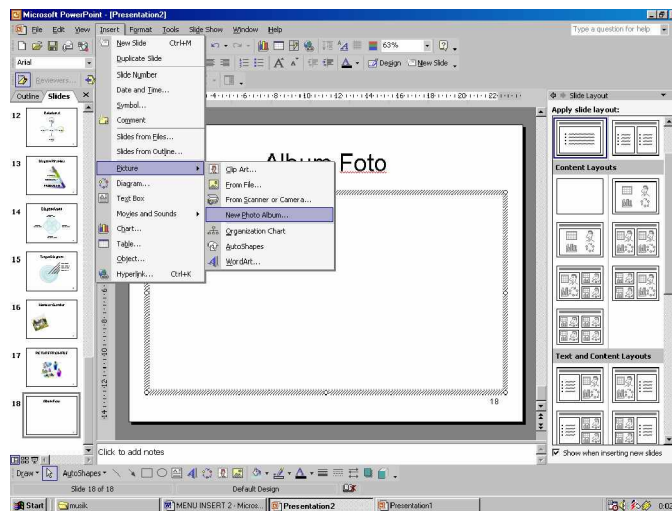 Microsoft PowerPoint - [Presentation2]
File Edit View Insert Format Tools Slide Show Window Help
Type a question for help
63%
Arial
Design New Slide
Reviewers...
Outline Slides
New Slide Ctrl+M
Duplicate Slide
Slide Number
Date and Time...
Symbol...
Comment
Slides from Files...
Slides from Outline...
Picture
Diagram...
Text Box
Movies and Sounds
Chart...
Table...
Object...
Hyperlink... Ctrl+K
Clip Art...
From File...
From Scanner or Camera...
New Photo Album...
Organization Chart
AutoShapes
WordArt...
12
13
14
15
16
17
18
Album Foto
18
Slide Layout
Apply slide layout:
Content Layouts
Text and Content Layouts
Show when inserting new slides
Click to add notes
Draw AutoShapes
Slide 18 of 18 Default Design
Start musik MENU INSERT 2 - Micros... Presentation2 Presentation1